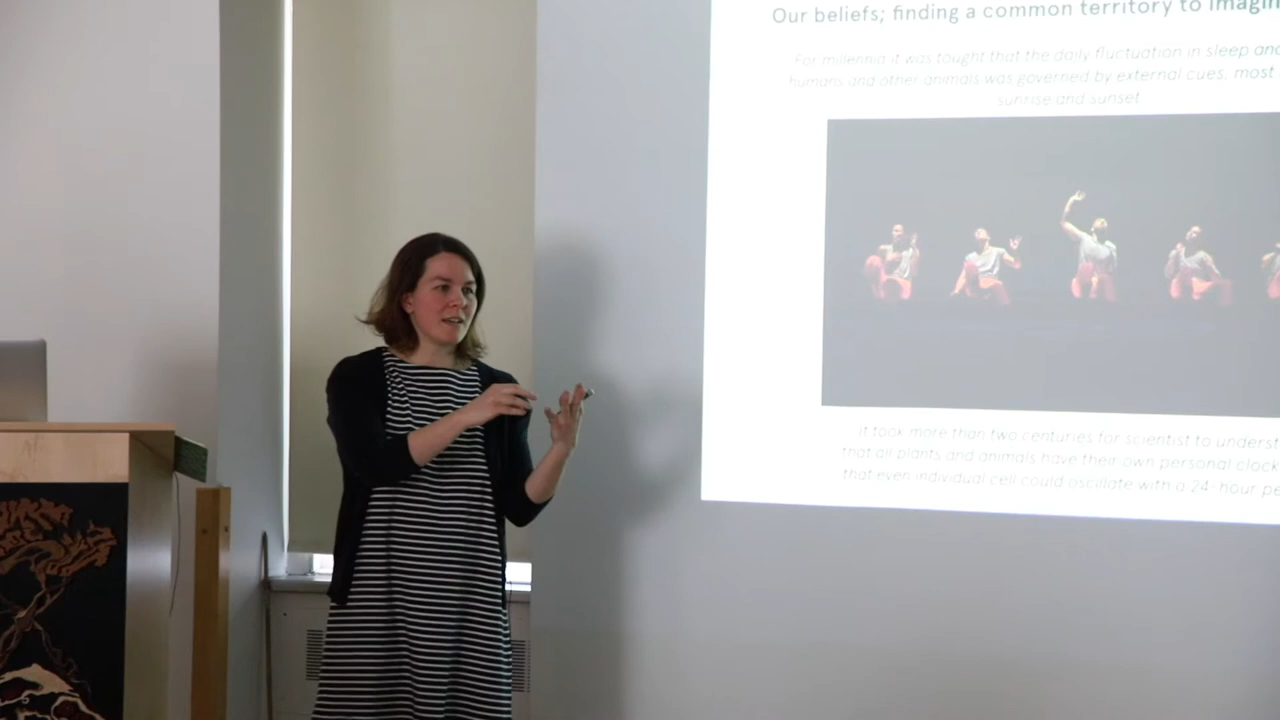 Our beliefs; finding a common territory to imagin
For millennia it was tought that the daily fluctuation in sleep and
humans and other animals was governed by external cues, most
sunrise and sunset
it took more than two centuries for scientist to underst
that all plants and animals have their own personal clock
that even individual cell could oscillate with a 24-hour pe